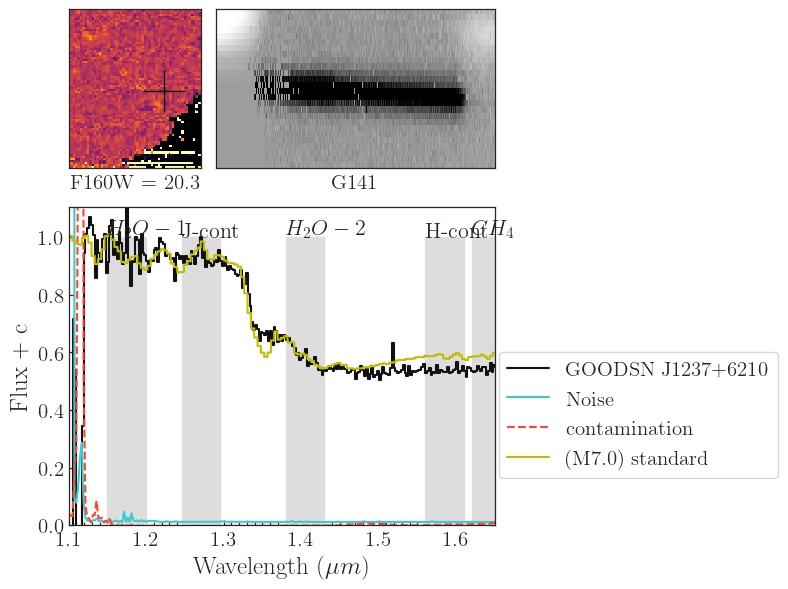 F160W = 20.3
G141
H₂O − 1
J-cont
H₂O − 2
H-cont
CH₄
1.0
0.8
0.6
0.4
0.2
0.0
Flux + c
1.1
1.2
1.3
1.4
1.5
1.6
Wavelength (μm)
GOODSN J1237+6210
Noise
contamination
(M7.0) standard